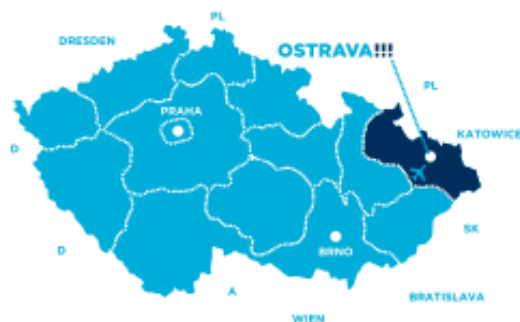 PL
DRESDEN
OSTRAVA!!!
PL
PRAHA
KATOWICE
D
SK
D
BRNO
A
BRATISLAVA
WIEN